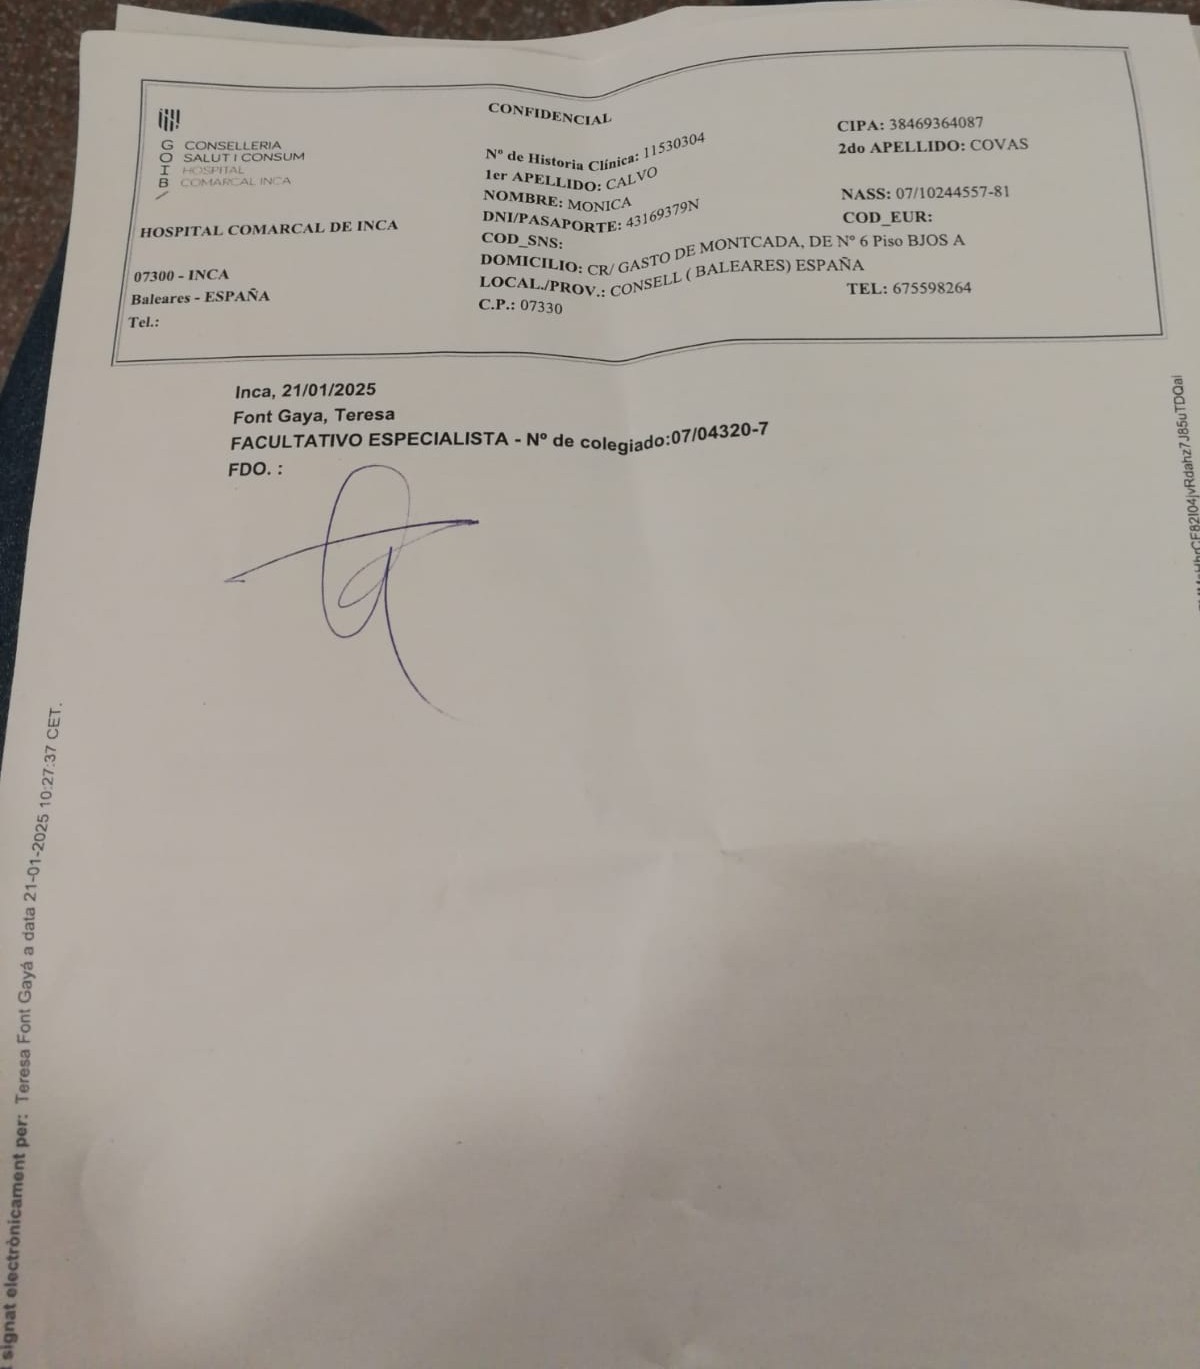 CONFIDENCIAL
G CONSELLERIA
O SALUT I CONSUM
I HOSPITAL
B COMARCAL INCA
HOSPITAL COMARCAL DE INCA
07300 - INCA
Baleares - ESPAÑA
Tel.:
Nº de Historia Clínica: 11530304
1er APELLIDO: CALVO
NOMBRE: MONICA
DNI/PASAPORTE: 43169379N
COD_SNS:
DOMICILIO: CR/ GASTO DE MONTCADA, DE Nº 6 Piso BJOS A
LOCAL./PROV.: CONSELL ( BALEARES) ESPAÑA
C.P.: 07330
CIPA: 38469364087
2do APELLIDO: COVAS
NASS: 07/10244557-81
COD_EUR:
TEL: 675598264
Inca, 21/01/2025
Font Gaya, Teresa
FACULTATIVO ESPECIALISTA - Nº de colegiado:07/04320-7
FDO. :
signat electrònicament per: Teresa Font Gayá a data 21-01-2025 10:27:37 CET.